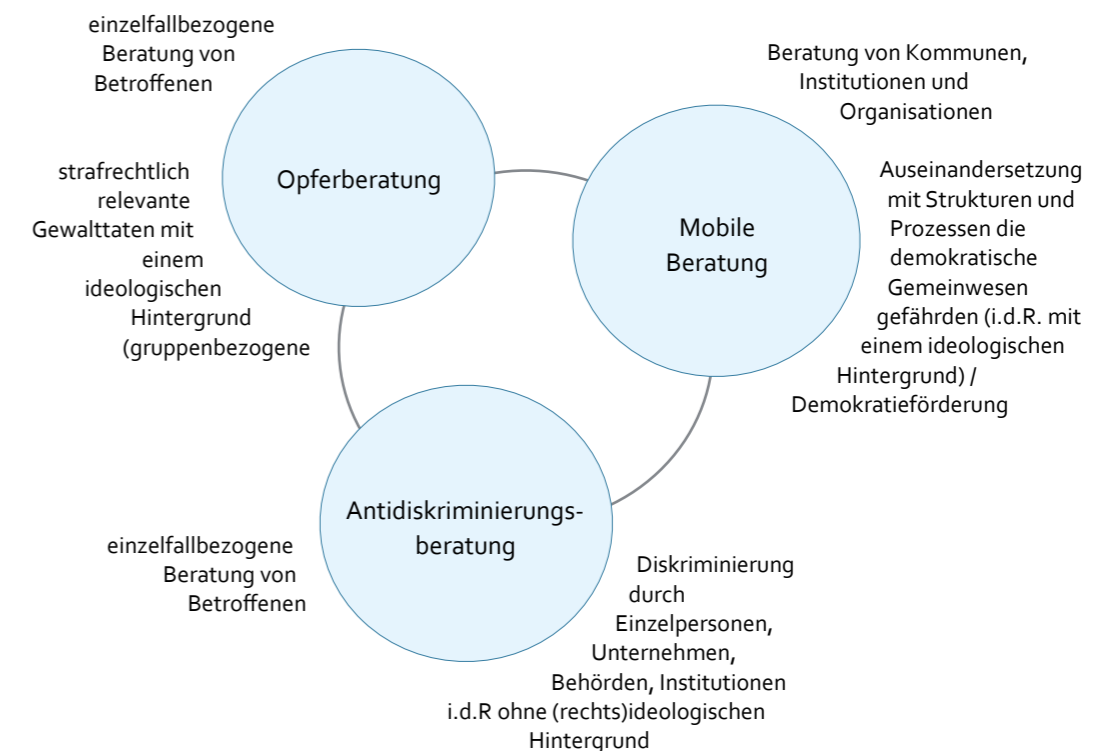 einzelfallbezogene
Beratung von
Betroffenen
strafrechtlich
relevante
Gewalttaten mit
einem
ideologischen
Hintergrund
(gruppenbezogene
Opferberatung
Beratung von Kommunen,
Institutionen und
Organisationen
Auseinandersetzung
mit Strukturen und
Prozessen die
demokratische
Gemeinwesen
gefährden (i.d.R. mit
einem ideologischen
Hintergrund) /
Demokratieförderung
Mobile
Beratung
Antidiskriminierungs-
beratung
einzelfallbezogene
Beratung von
Betroffenen
Diskriminierung
durch
Einzelpersonen,
Unternehmen,
Behörden, Institutionen
i.d.R ohne (rechts)ideologischen
Hintergrund